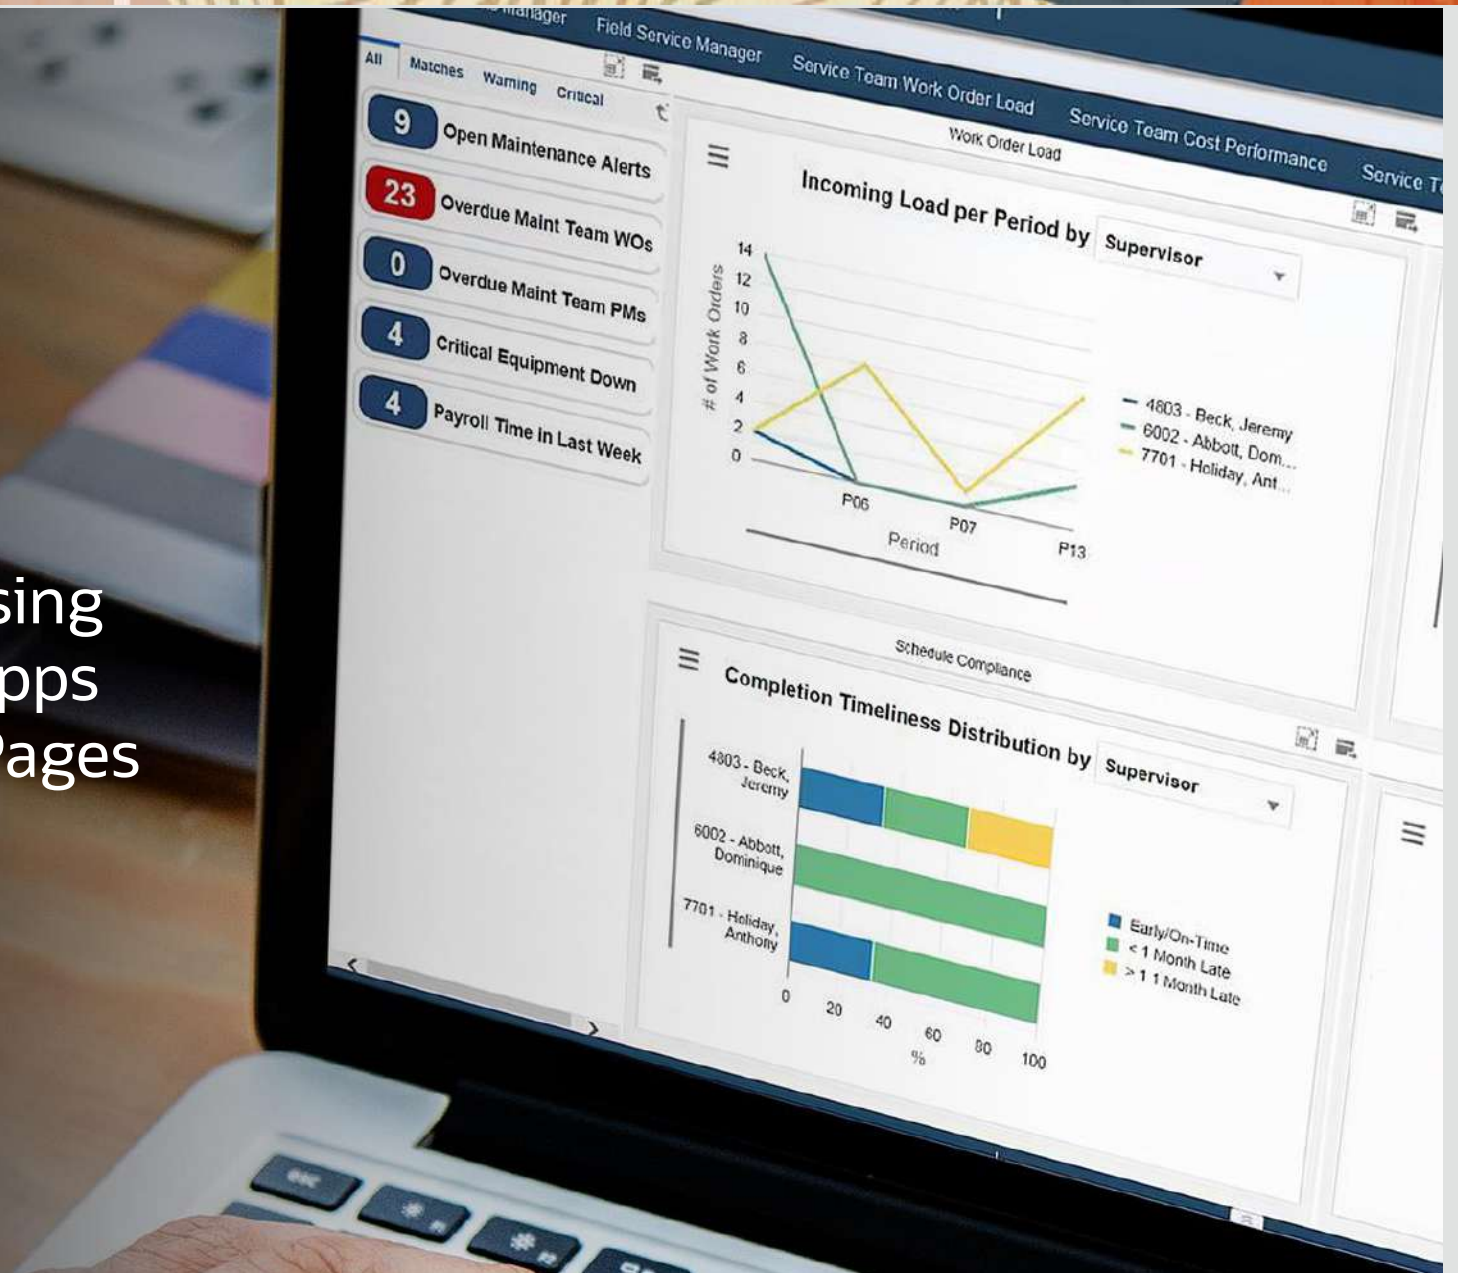 Manager
Field Service Manager
Service Team Work Order Load
Service Team Cost Performance
Service
All
Matches
Warning
Critical
9 Open Maintenance Alerts
23 Overdue Maint Team WOs
0 Overdue Maint Team PMs
4 Critical Equipment Down
4 Payroll Time in Last Week
Work Order Load
Incoming Load per Period by Supervisor
# of Work Orders
14
12
10
8
6
4
2
0
P06
P07
P13
Period
4803 - Beck, Jeremy
6002 - Abbott, Dom...
7701 - Holiday, Ant...
sing
pps
Pages
Schedule Compliance
Completion Timeliness Distribution by Supervisor
4803 - Beck,
Jeremy
6002 - Abbott,
Dominique
7701 - Holiday,
Anthony
0
20
40
60
80
100
%
Early/On-Time
< 1 Month Late
> 1 1 Month Late
esc
F1
F2